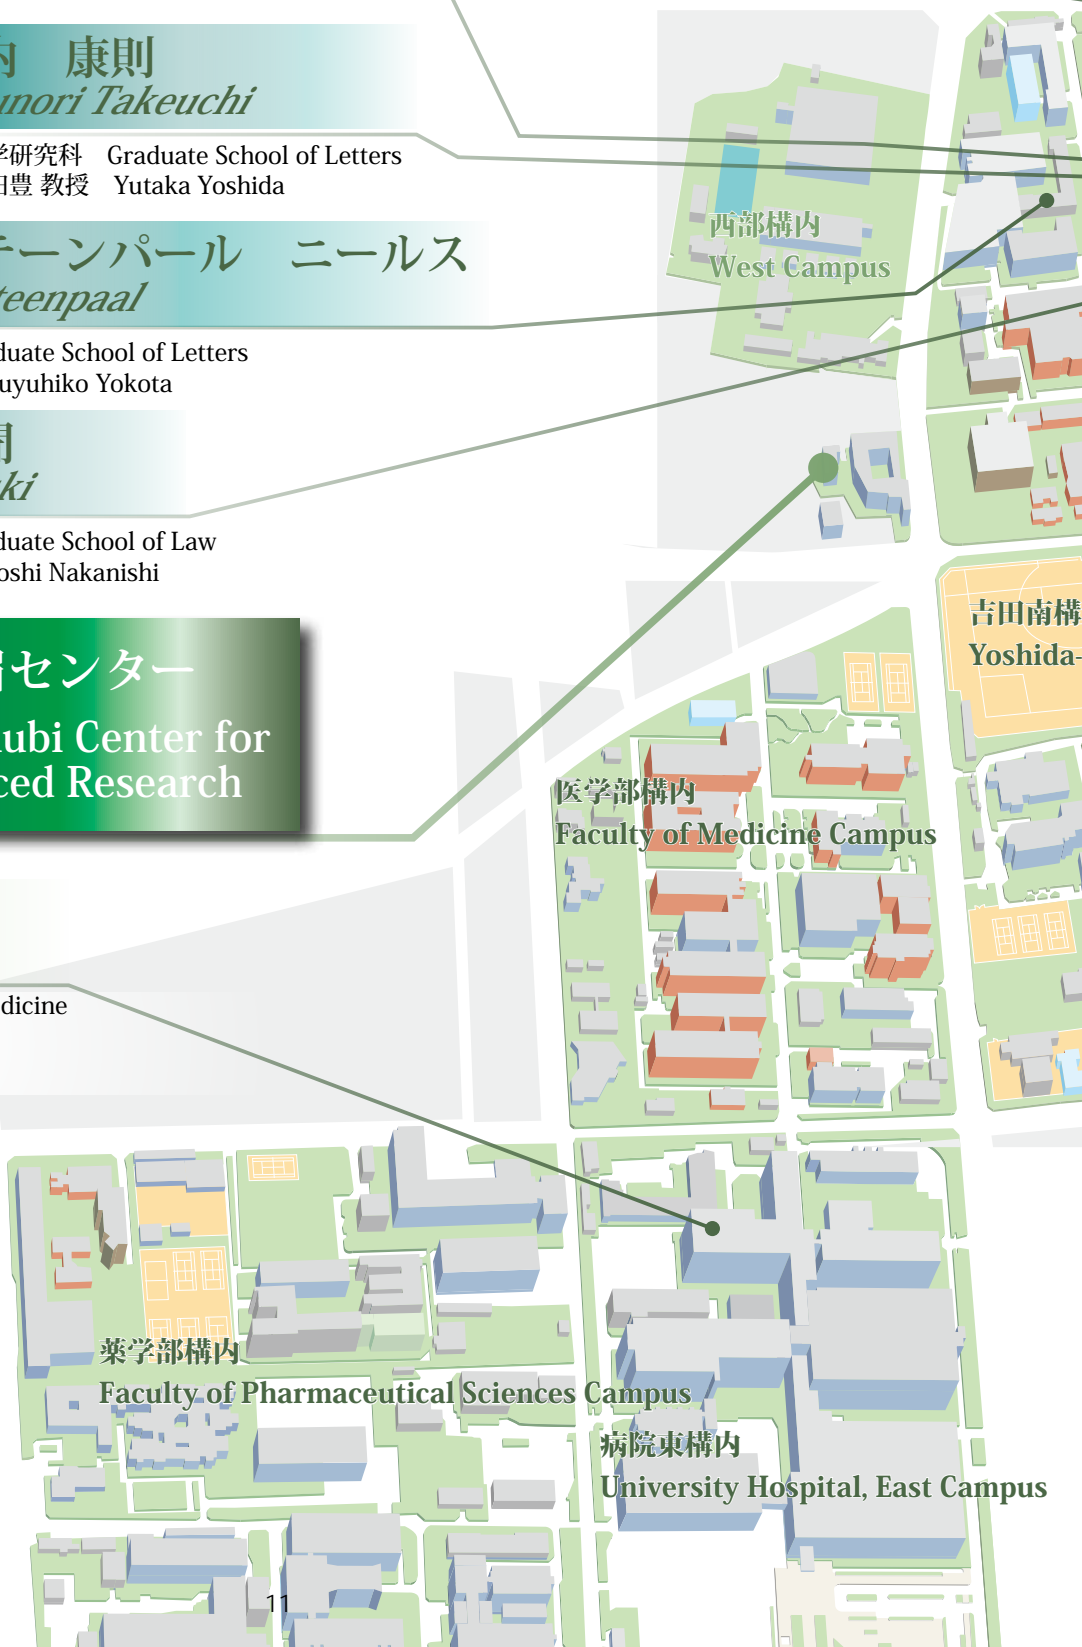 内　康則
unori Takeuchi
学研究科　Graduate School of Letters
田豊 教授　Yutaka Yoshida
テーンパール　ニールス
teenpaal
duate School of Letters
uyuhiko Yokota
ki
duate School of Law
oshi Nakanishi
センター
ubi Center for
ced Research
dicine
西部構内
West Campus
吉田南構
Yoshida-
医学部構内
Faculty of Medicine Campus
薬学部構内
Faculty of Pharmaceutical Sciences Campus
病院東構内
University Hospital, East Campus
11